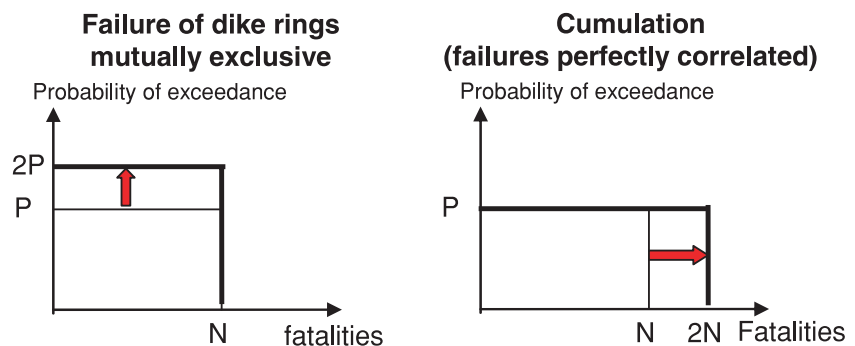 Failure of dike rings
mutually exclusive
Probability of exceedance
2P
P
N
fatalities
Cumulation
(failures perfectly correlated)
Probability of exceedance
P
N
2N
Fatalities